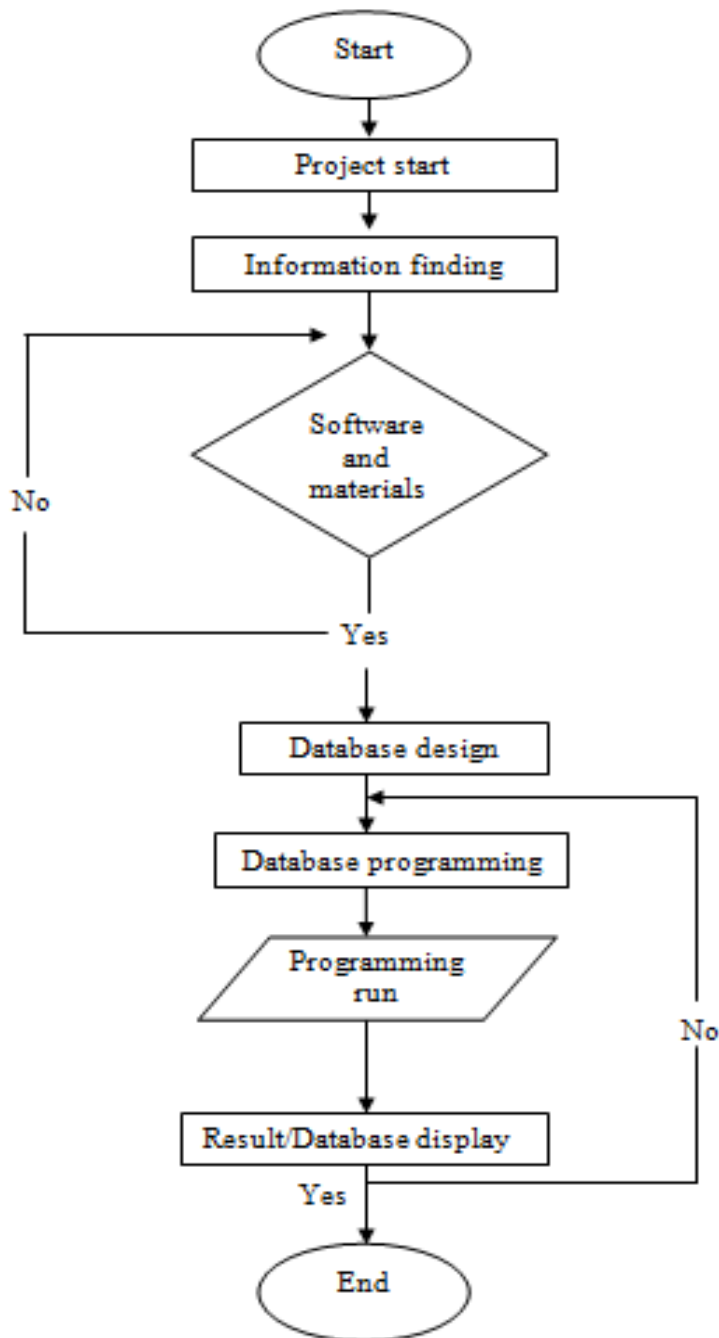 Start
Project start
Information finding
Software
and
materials
No
Yes
Database design
Database programming
Programming
run
No
Result/Database display
Yes
End